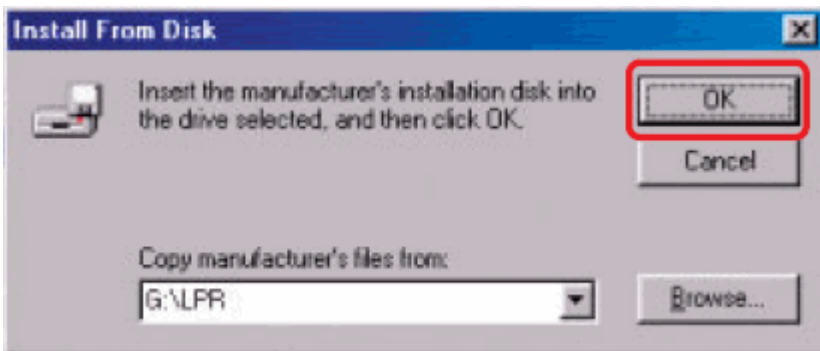 Install From Disk
Insert the manufacturer's installation disk into
the drive selected, and then click OK.
OK
Cancel
Copy manufacturer's files from:
G:\LPR
Browse...